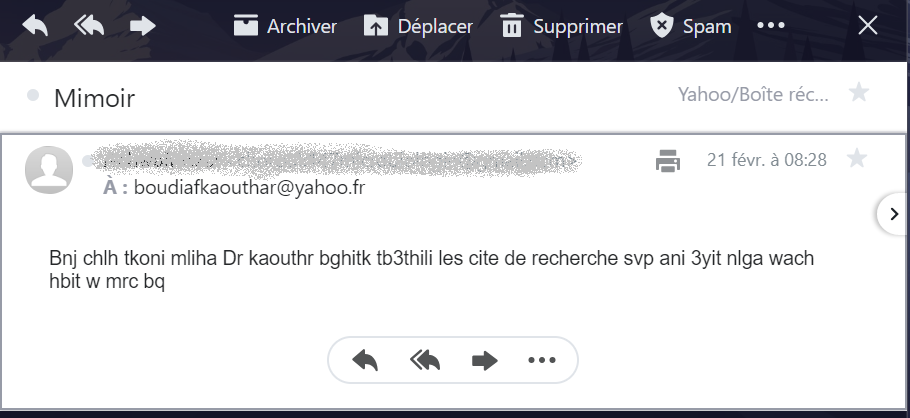 Archiver Déplacer Supprimer Spam
Mimoir
Yahoo/Boîte réc...
21 févr. à 08:28
À : boudiafkaouthar@yahoo.fr
Bnj chlh tkoni mliha Dr kaouthr bghitk tb3thili les cite de recherche svp ani 3yit nlga wach
hbit w mrc bq